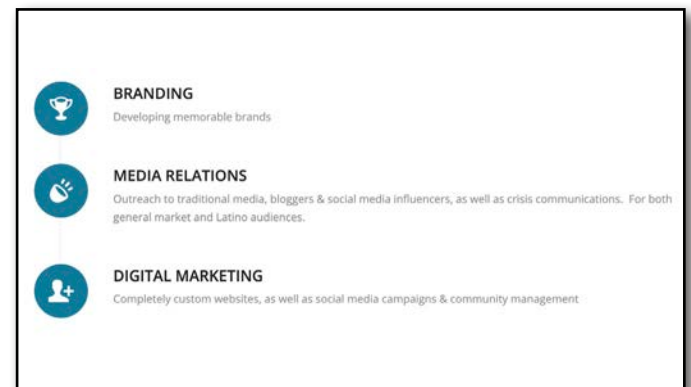 BRANDING
Developing memorable brands
MEDIA RELATIONS
Outreach to traditional media, bloggers & social media influencers, as well as crisis communications.  For both
general market and Latino audiences.
DIGITAL MARKETING
Completely custom websites, as well as social media campaigns & community management